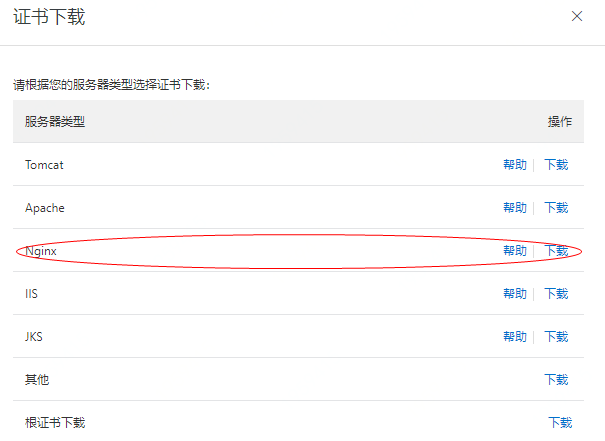 证书下载
请根据您的服务器类型选择证书下载:
服务器类型 操作
Tomcat 帮助 下载
Apache 帮助 下载
Nginx 帮助 下载
IIS 帮助 下载
JKS 帮助 下载
其他 下载
根证书下载 下载